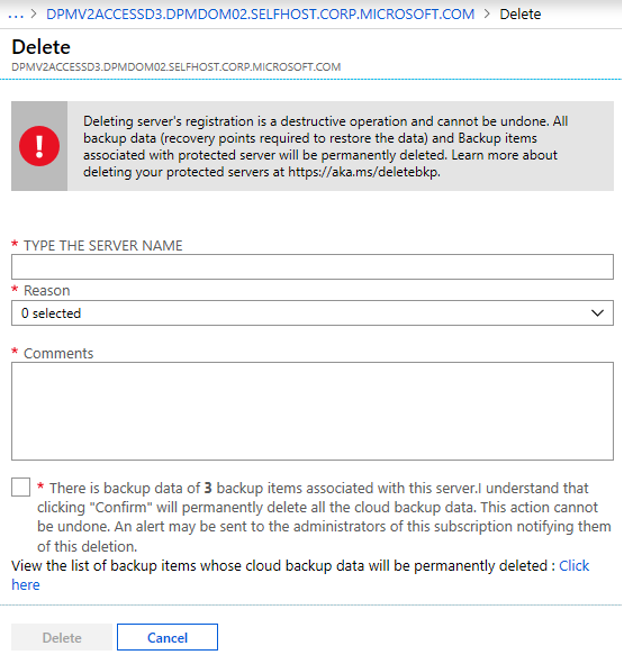 ... > DPMV2ACCESSD3.DPMDOM02.SELFHOST.CORP.MICROSOFT.COM > Delete
Delete
DPMV2ACCESSD3.DPMDOM02.SELFHOST.CORP.MICROSOFT.COM
Deleting server's registration is a destructive operation and cannot be undone. All
backup data (recovery points required to restore the data) and Backup items
associated with protected server will be permanently deleted. Learn more about
deleting your protected servers at https://aka.ms/deletebkp.
* TYPE THE SERVER NAME
* Reason
0 selected
* Comments
* There is backup data of 3 backup items associated with this server.I understand that
clicking "Confirm" will permanently delete all the cloud backup data. This action cannot
be undone. An alert may be sent to the administrators of this subscription notifying them
of this deletion.
View the list of backup items whose cloud backup data will be permanently deleted : Click
here
Delete
Cancel